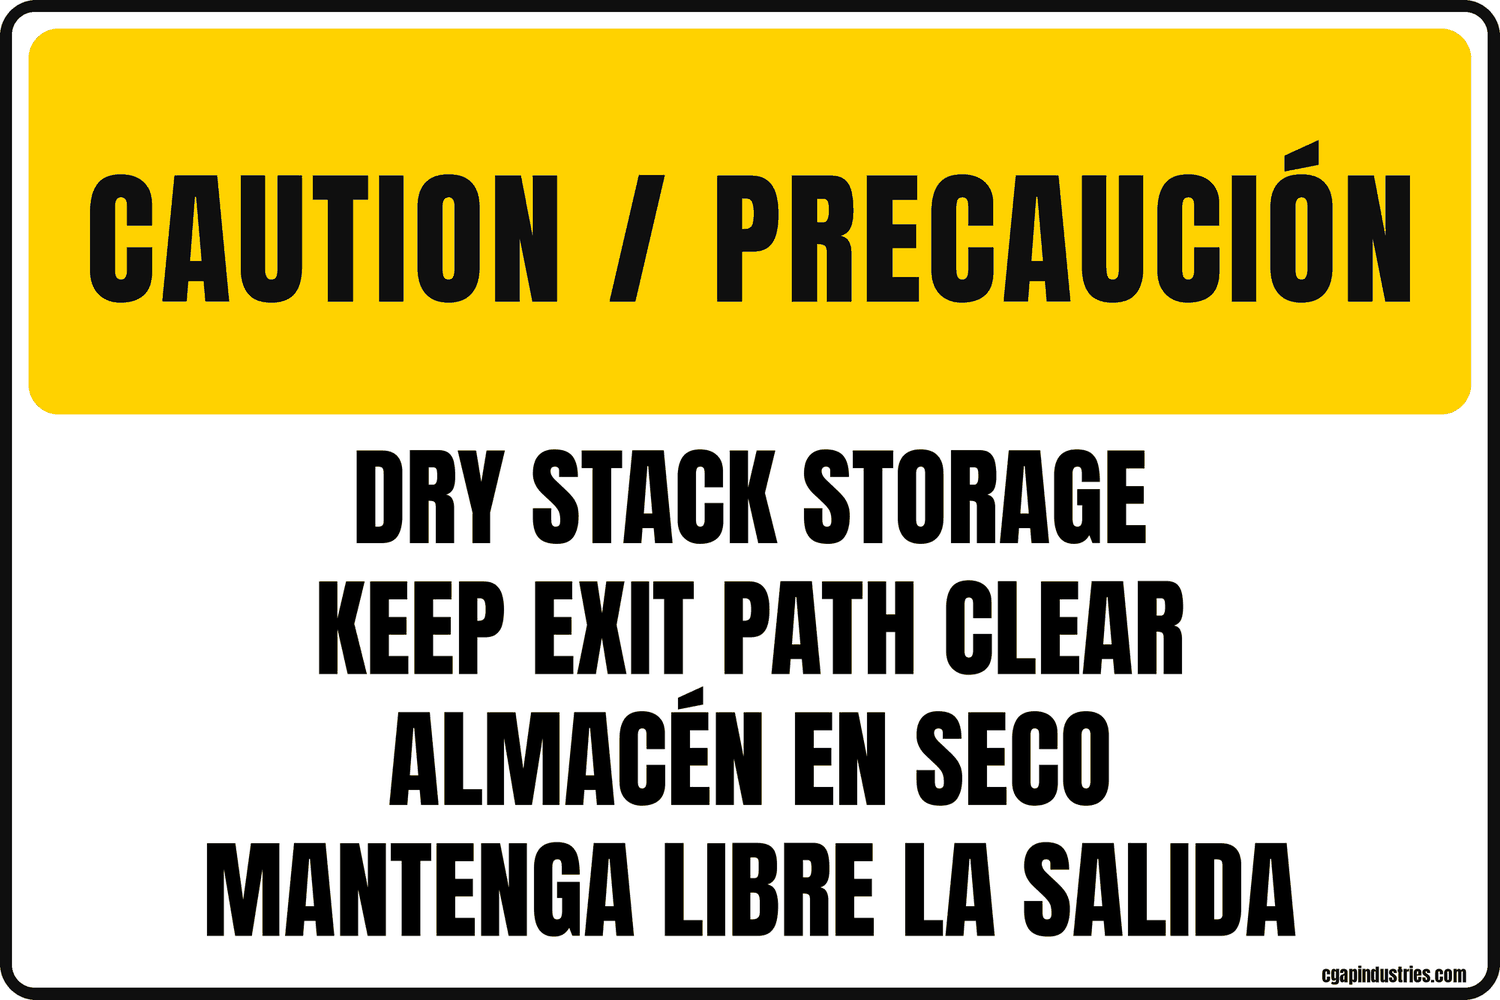 CAUTION / PRECAUCIÓN
DRY STACK STORAGE
KEEP EXIT PATH CLEAR
ALMACÉN EN SECO
MANTENGA LIBRE LA SALIDA
cgapindustries.com